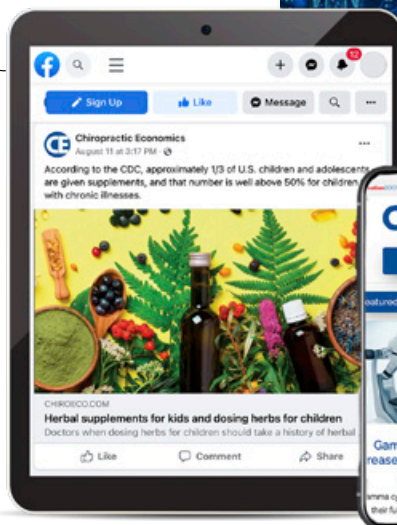 12
Sign Up
Like
Message
CE
Chiropractic Economics
August 11 at 3:17 PM
According to the CDC, approximately 1/3 of U.S. children and adolescents
are given supplements, and that number is well above 50% for children
with chronic illnesses.
CHIROECO.COM
Herbal supplements for kids and dosing herbs for children
Doctors when dosing herbs for children should take a history of herbal
Like
Comment
Share
their fu